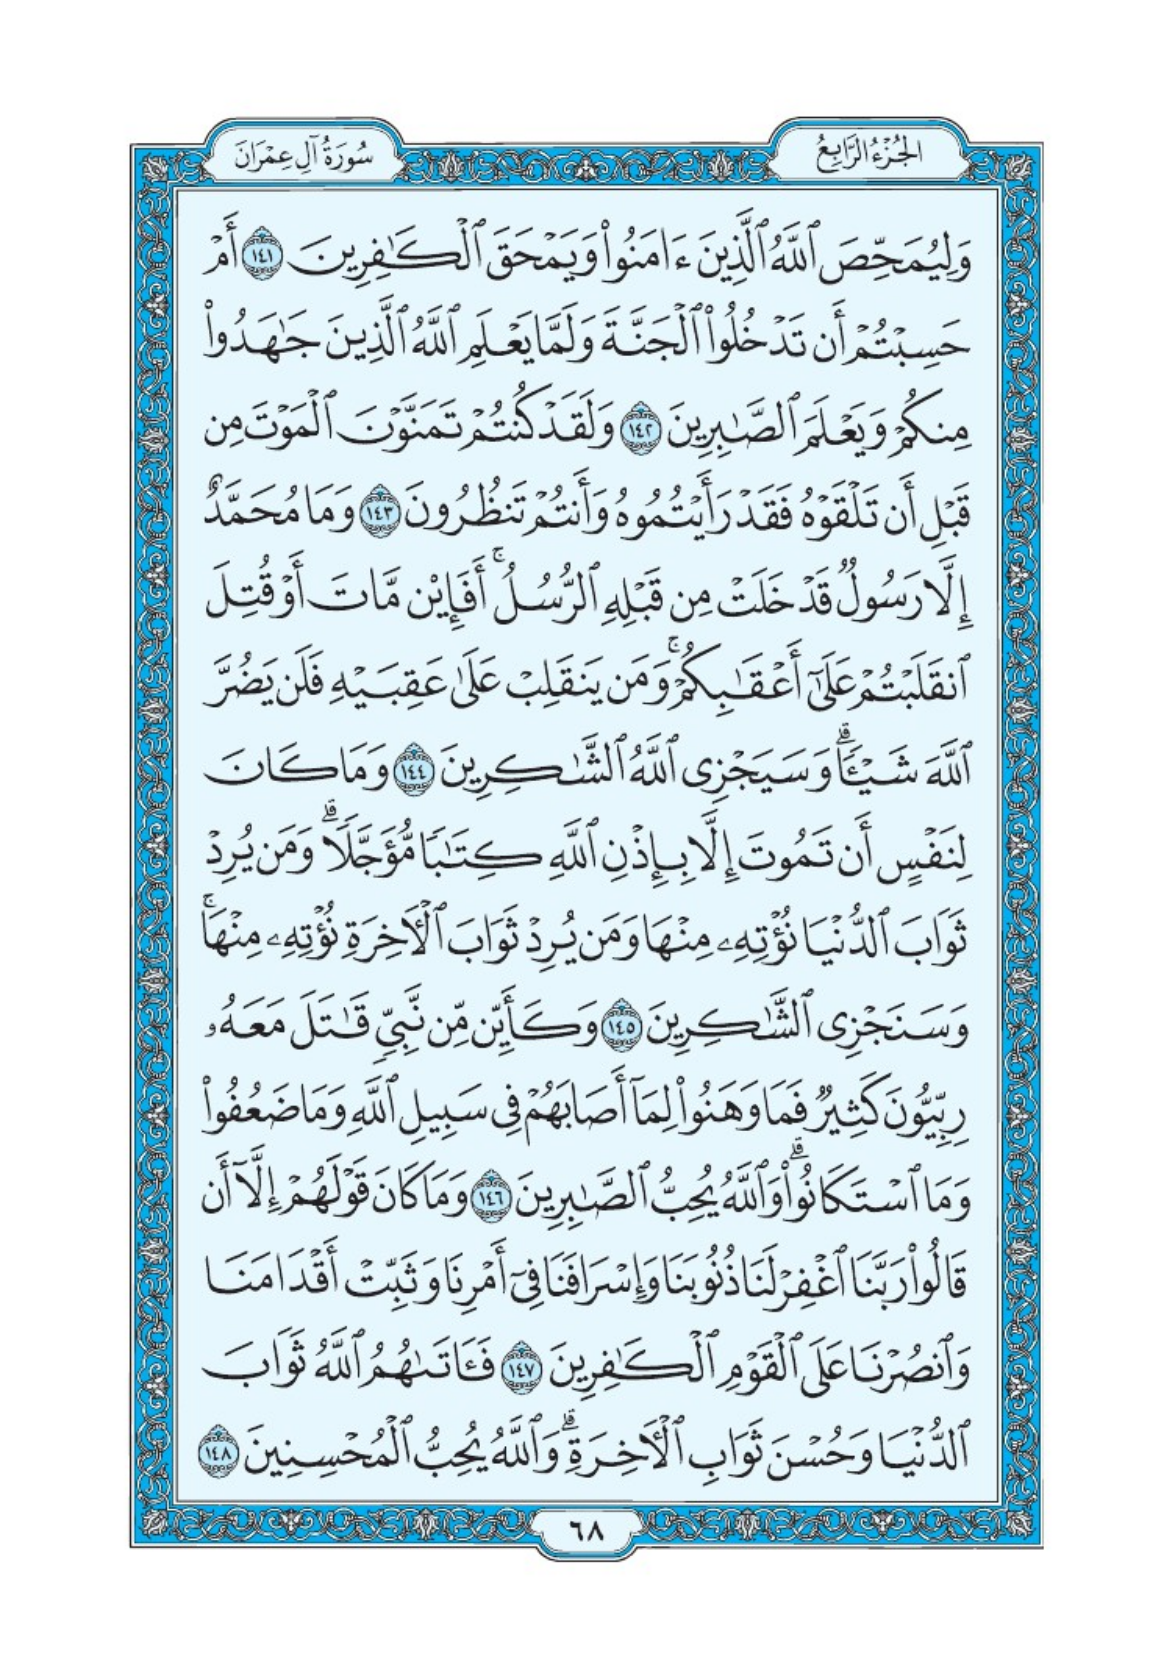 الجُزْءُ الرَّابِعُ
سُورَةُ آلِ عِمْرَانَ
وَلِيُمَحِّصَ ٱللَّهُ ٱلَّذِينَ ءَامَنُوا۟ وَيَمْحَقَ ٱلْكَـٰفِرِينَ ١٤١ أَمْ
حَسِبْتُمْ أَن تَدْخُلُوا۟ ٱلْجَنَّةَ وَلَمَّا يَعْلَمِ ٱللَّهُ ٱلَّذِينَ جَـٰهَدُوا۟
مِنكُمْ وَيَعْلَمَ ٱلصَّـٰبِرِينَ ١٤٢ وَلَقَدْ كُنتُمْ تَمَنَّوْنَ ٱلْمَوْتَ مِن
قَبْلِ أَن تَلْقَوْهُ فَقَدْ رَأَيْتُمُوهُ وَأَنتُمْ تَنظُرُونَ ١٤٣ وَمَا مُحَمَّدٌ
إِلَّا رَسُولٌ قَدْ خَلَتْ مِن قَبْلِهِ ٱلرُّسُلُ ۚ أَفَإِيْن مَّاتَ أَوْ قُتِلَ
ٱنقَلَبْتُمْ عَلَىٰٓ أَعْقَـٰبِكُمْ ۚ وَمَن يَنقَلِبْ عَلَىٰ عَقِبَيْهِ فَلَن يَضُرَّ
ٱللَّهَ شَيْـًٔا ۗ وَسَيَجْزِى ٱللَّهُ ٱلشَّـٰكِرِينَ ١٤٤ وَمَا كَانَ
لِنَفْسٍ أَن تَمُوتَ إِلَّا بِإِذْنِ ٱللَّهِ كِتَـٰبًا مُّؤَجَّلًا ۗ وَمَن يُرِدْ
ثَوَابَ ٱلدُّنْيَا نُؤْتِهِۦ مِنْهَا وَمَن يُرِدْ ثَوَابَ ٱلْـَٔاخِرَةِ نُؤْتِهِۦ مِنْهَا ۚ
وَسَنَجْزِى ٱلشَّـٰكِرِينَ ١٤٥ وَكَأَيِّن مِّن نَّبِىٍّ قَـٰتَلَ مَعَهُۥ
رِبِّيُّونَ كَثِيرٌ فَمَا وَهَنُوا۟ لِمَآ أَصَابَهُمْ فِى سَبِيلِ ٱللَّهِ وَمَا ضَعُفُوا۟
وَمَا ٱسْتَكَانُوا۟ ۗ وَٱللَّهُ يُحِبُّ ٱلصَّـٰبِرِينَ ١٤٦ وَمَا كَانَ قَوْلَهُمْ إِلَّآ أَن
قَالُوا۟ رَبَّنَا ٱغْفِرْ لَنَا ذُنُوبَنَا وَإِسْرَافَنَا فِىٓ أَمْرِنَا وَثَبِّتْ أَقْدَامَنَا
وَٱنصُرْنَا عَلَى ٱلْقَوْمِ ٱلْكَـٰفِرِينَ ١٤٧ فَـَٔاتَىٰهُمُ ٱللَّهُ ثَوَابَ
ٱلدُّنْيَا وَحُسْنَ ثَوَابِ ٱلْـَٔاخِرَةِ ۗ وَٱللَّهُ يُحِبُّ ٱلْمُحْسِنِينَ ١٤٨
٦٨